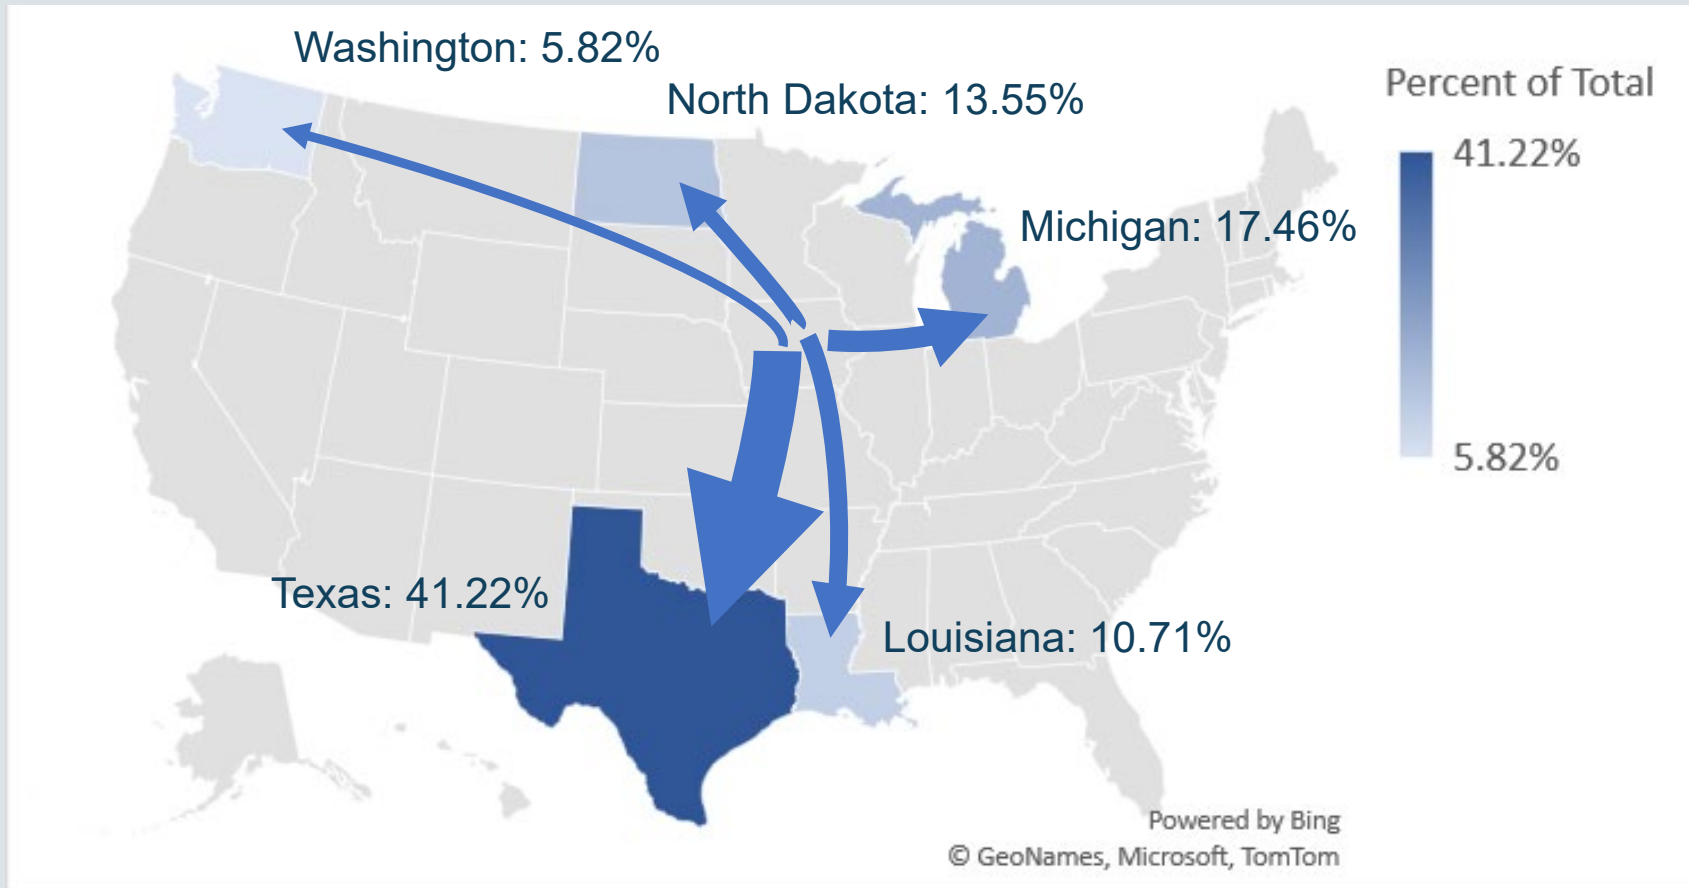 Washington: 5.82%
North Dakota: 13.55%
Michigan: 17.46%
Texas: 41.22%
Louisiana: 10.71%
Percent of Total
41.22%
5.82%
Powered by Bing
© GeoNames, Microsoft, TomTom